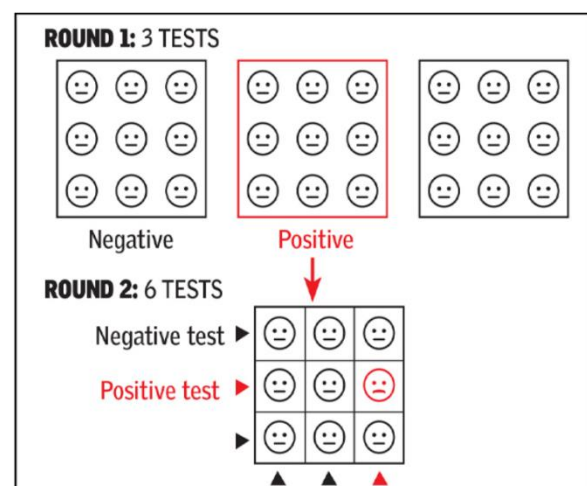 ROUND 1: 3 TESTS
Negative
Positive
ROUND 2: 6 TESTS
Negative test
Positive test